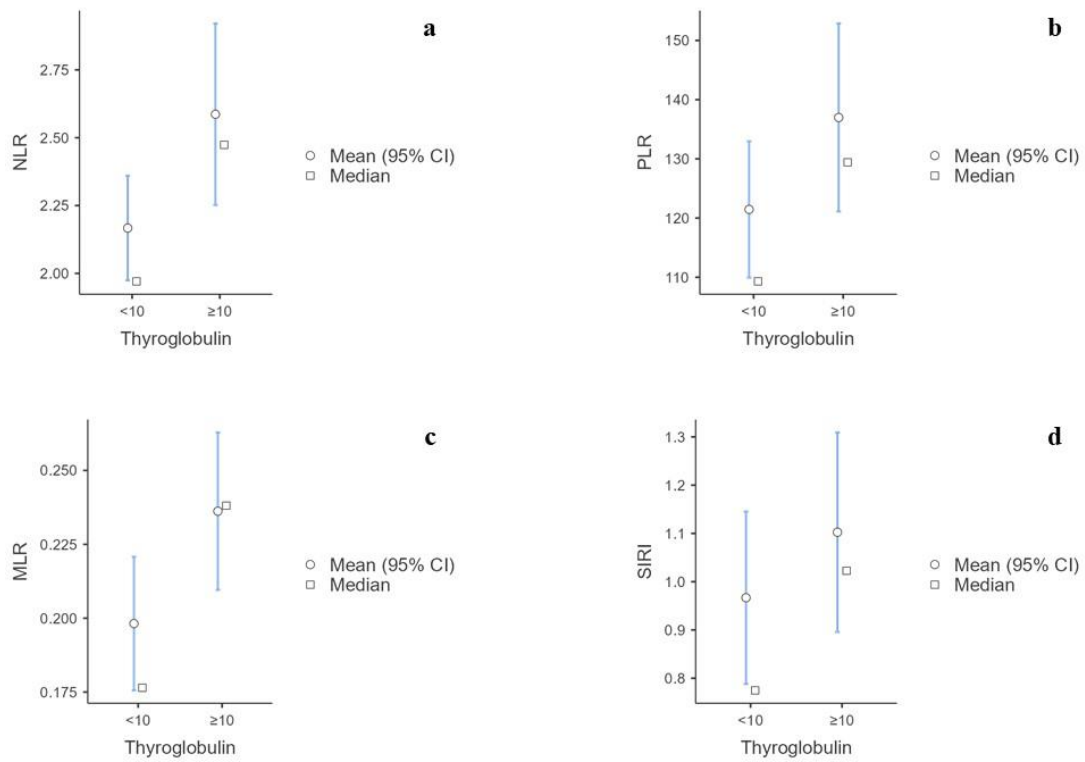 a
2.75
2.50
2.25
2.00
NLR
<10
≥10
Thyroglobulin
Mean (95% CI)
Median
b
150
140
130
120
110
PLR
<10
≥10
Thyroglobulin
Mean (95% CI)
Median
c
0.250
0.225
0.200
0.175
MLR
<10
≥10
Thyroglobulin
Mean (95% CI)
Median
d
1.3
1.2
1.1
1.0
0.9
0.8
SIRI
<10
≥10
Thyroglobulin
Mean (95% CI)
Median